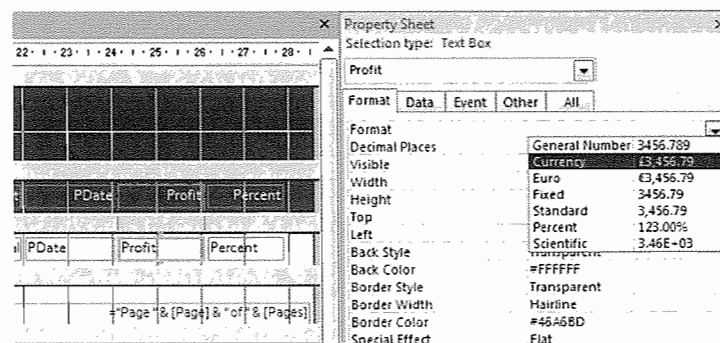 Property Sheet
Selection type: Text Box
22 · 23 · 24 · 25 · 26 · 27 · 28
Profit
Format Data Event Other All
Format
Decimal Places
Visible
Width
Height
Top
Left
Back Style Transparent
Back Color #FFFFFF
Border Style Transparent
Border Width Hairline
Border Color #46A6BD
Special Effect Flat
General Number 3456.789
Currency £3,456.79
Euro €3,456.79
Fixed 3456.79
Standard 3,456.79
Percent 123.00%
Scientific 3.46E+03
PDate Profit Percent
PDate Profit Percent
="Page " & [Page] & " of " & [Pages]